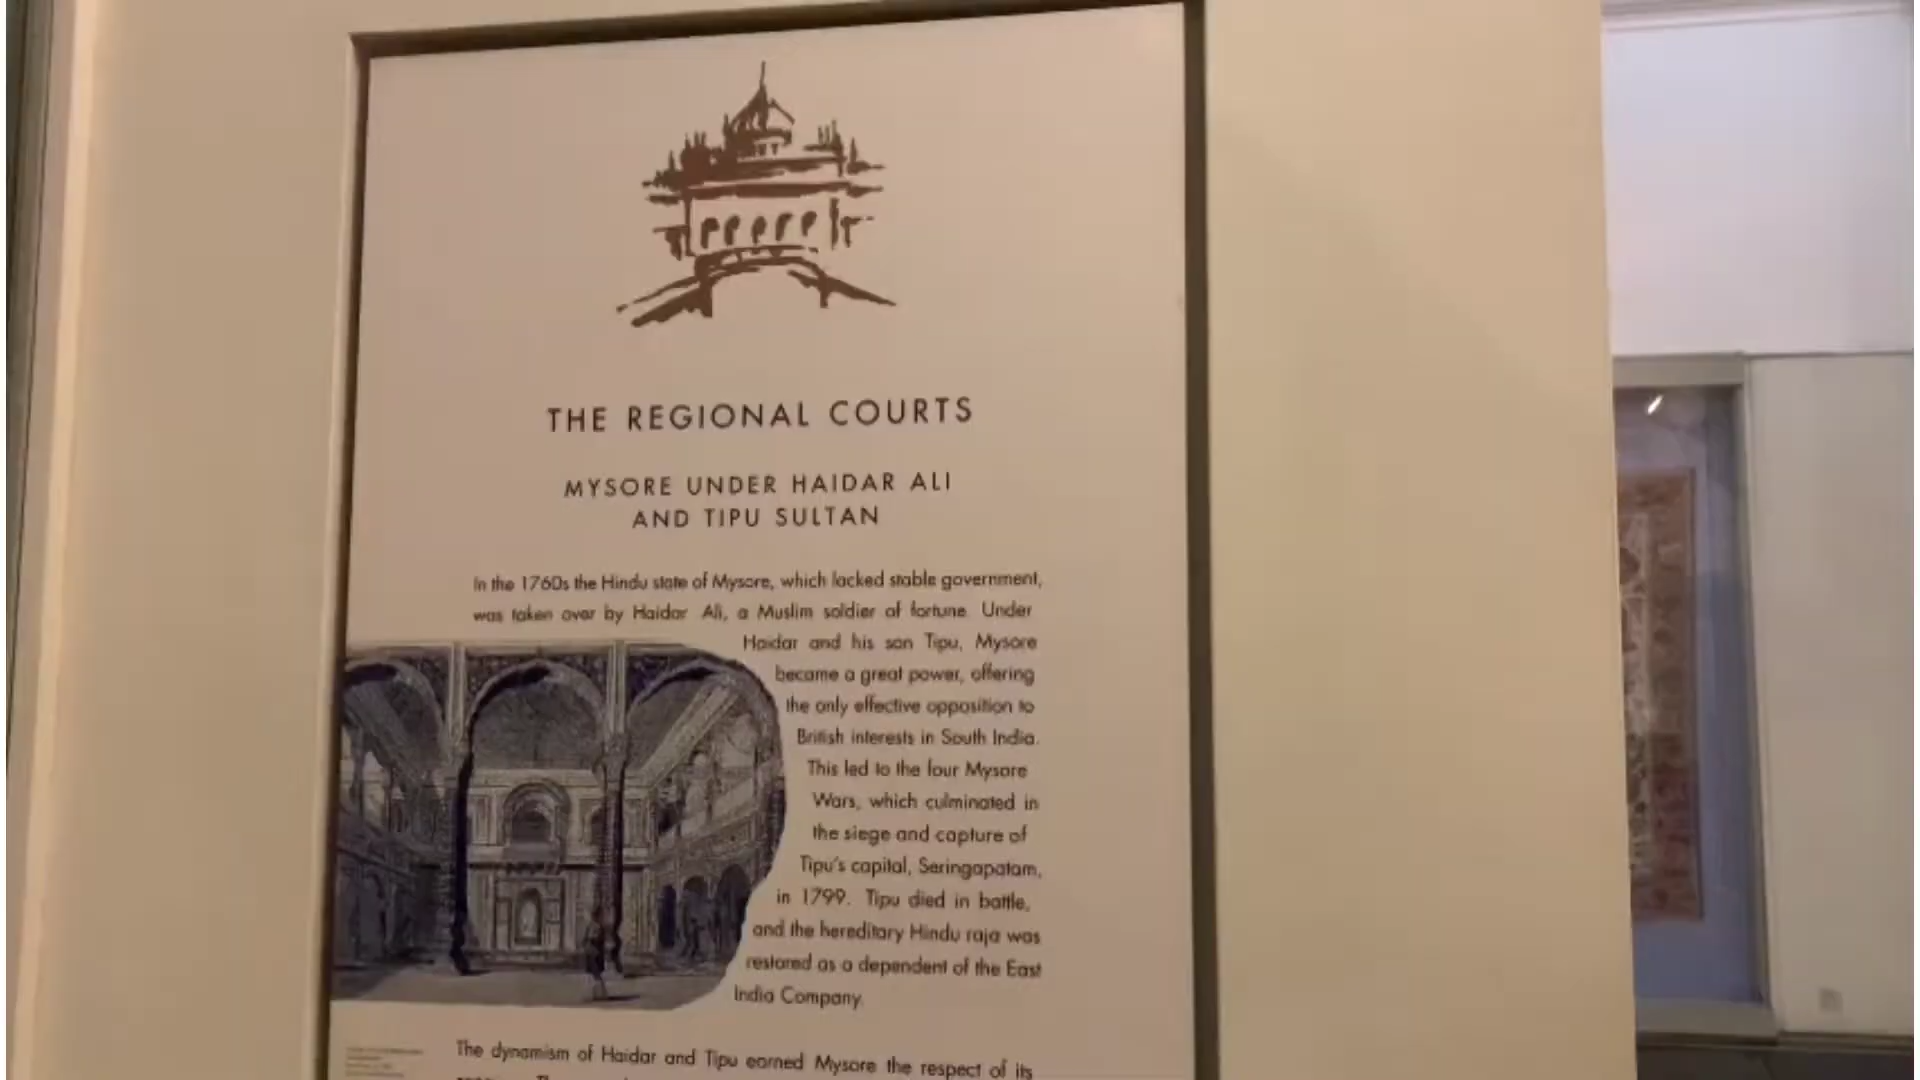 THE REGIONAL COURTS
MYSORE UNDER HAIDAR ALI
AND TIPU SULTAN
In the 1760s the Hindu state of Mysore, which lacked stable government,
was taken over by Haidar Ali, a Muslim soldier of fortune. Under
Haidar and his son Tipu, Mysore
became a great power, offering
the only effective opposition to
British interests in South India.
This led to the four Mysore
Wars, which culminated in
the siege and capture of
Tipu's capital, Seringapatam,
in 1799. Tipu died in battle,
and the hereditary Hindu raja was
restored as a dependent of the East
India Company.
The dynamism of Haidar and Tipu earned Mysore the respect of its